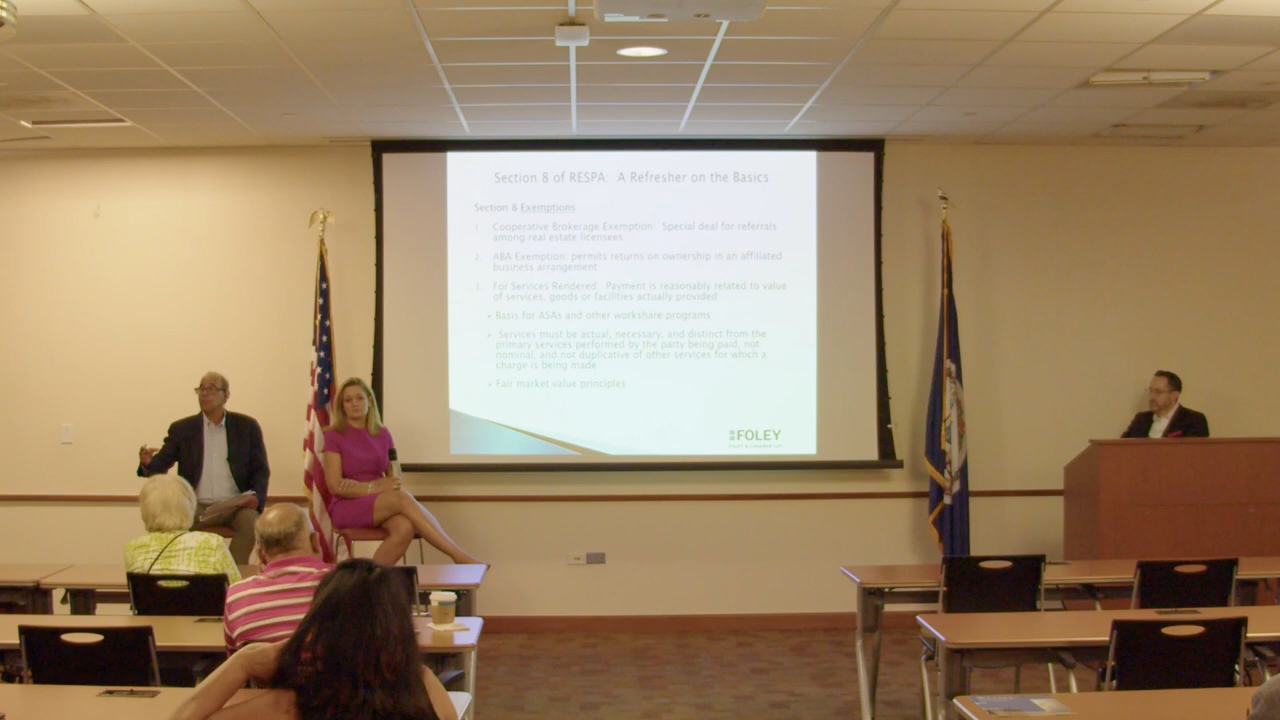 Section 8 of RESPA: A Refresher on the Basics
Section 8 Exemptions
1. Cooperative Brokerage Exemption: Special deal for referrals
among real estate licensees
2. ABA Exemption: permits returns on ownership in an affiliated
business arrangement
3. For Services Rendered: Payment is reasonably related to value
of services, goods or facilities actually provided
Basis for ASAs and other workshare programs
Services must be actual, necessary, and distinct from the
primary services performed by the party being paid, not
nominal, and not duplicative of other services for which a
charge is being made
Fair market value principles
FOLEY
FOLEY & LARDNER LLP